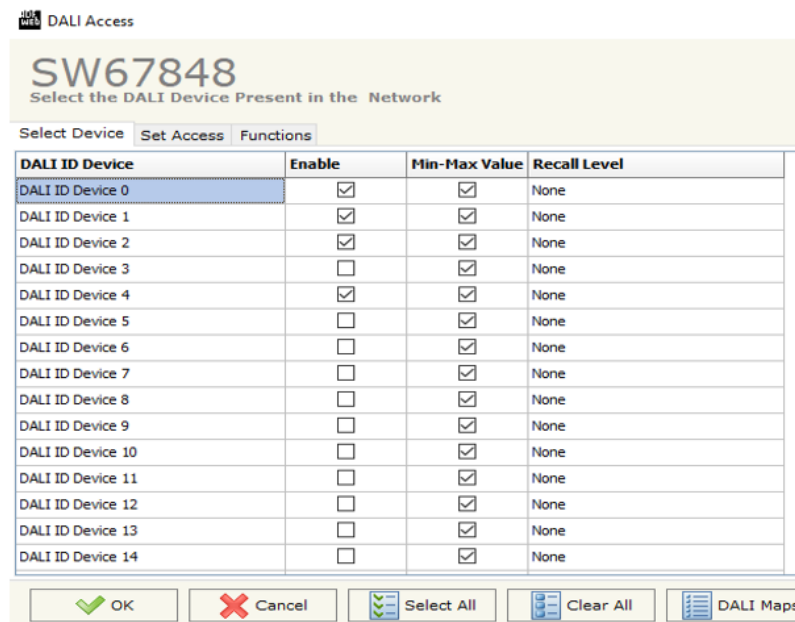 DALI Access
SW67848
Select the DALI Device Present in the Network
Select Device Set Access Functions
DALI ID Device Enable Min-Max Value Recall Level
DALI ID Device 0 None
DALI ID Device 1 None
DALI ID Device 2 None
DALI ID Device 3 None
DALI ID Device 4 None
DALI ID Device 5 None
DALI ID Device 6 None
DALI ID Device 7 None
DALI ID Device 8 None
DALI ID Device 9 None
DALI ID Device 10 None
DALI ID Device 11 None
DALI ID Device 12 None
DALI ID Device 13 None
DALI ID Device 14 None
OK Cancel Select All Clear All DALI Maps